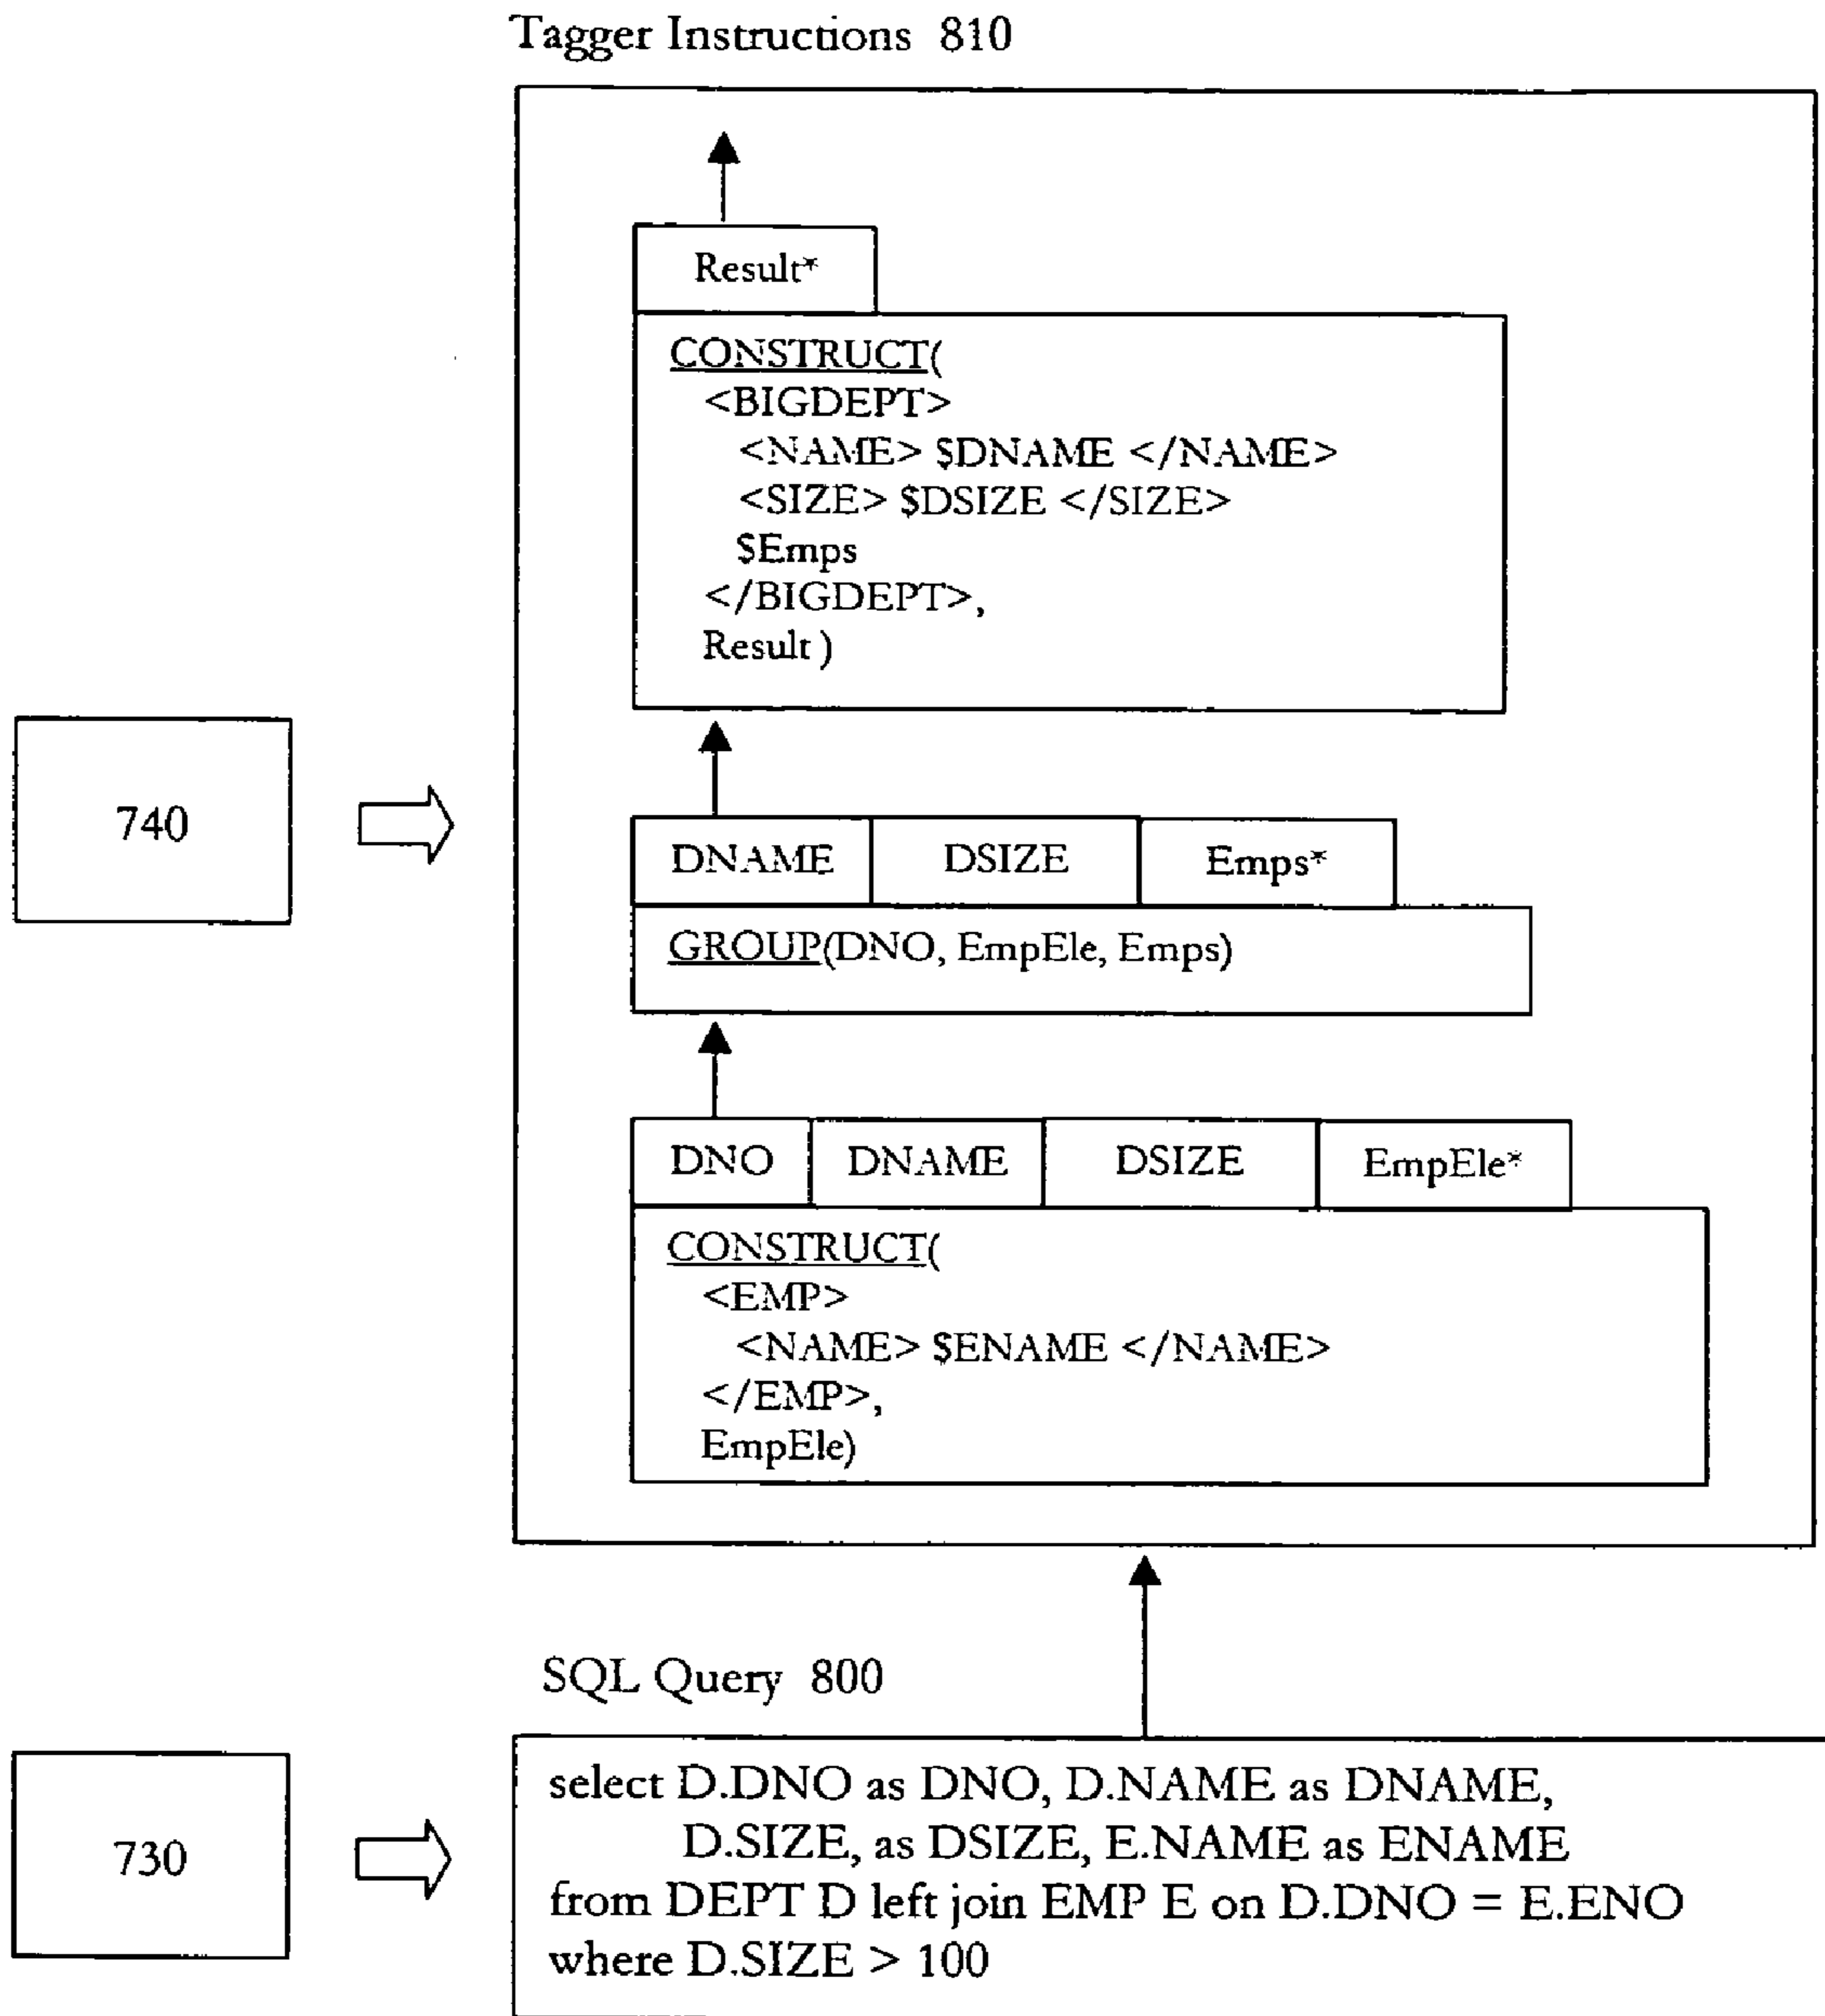 Tagger Instructions 810
Result*
CONSTRUCT(
<BIGDEPT>
<NAME> $DNAME </NAME>
<SIZE> $DSIZE </SIZE>
$Emps
</BIGDEPT>,
Result )
740
DNAME DSIZE Emps*
GROUP(DNO, EmpEle, Emps)
DNO DNAME DSIZE EmpEle*
CONSTRUCT(
<EMP>
<NAME> $ENAME </NAME>
</EMP>,
EmpEle)
SQL Query 800
730
select D.DNO as DNO, D.NAME as DNAME,
D.SIZE, as DSIZE, E.NAME as ENAME
from DEPT D left join EMP E on D.DNO = E.ENO
where D.SIZE > 100